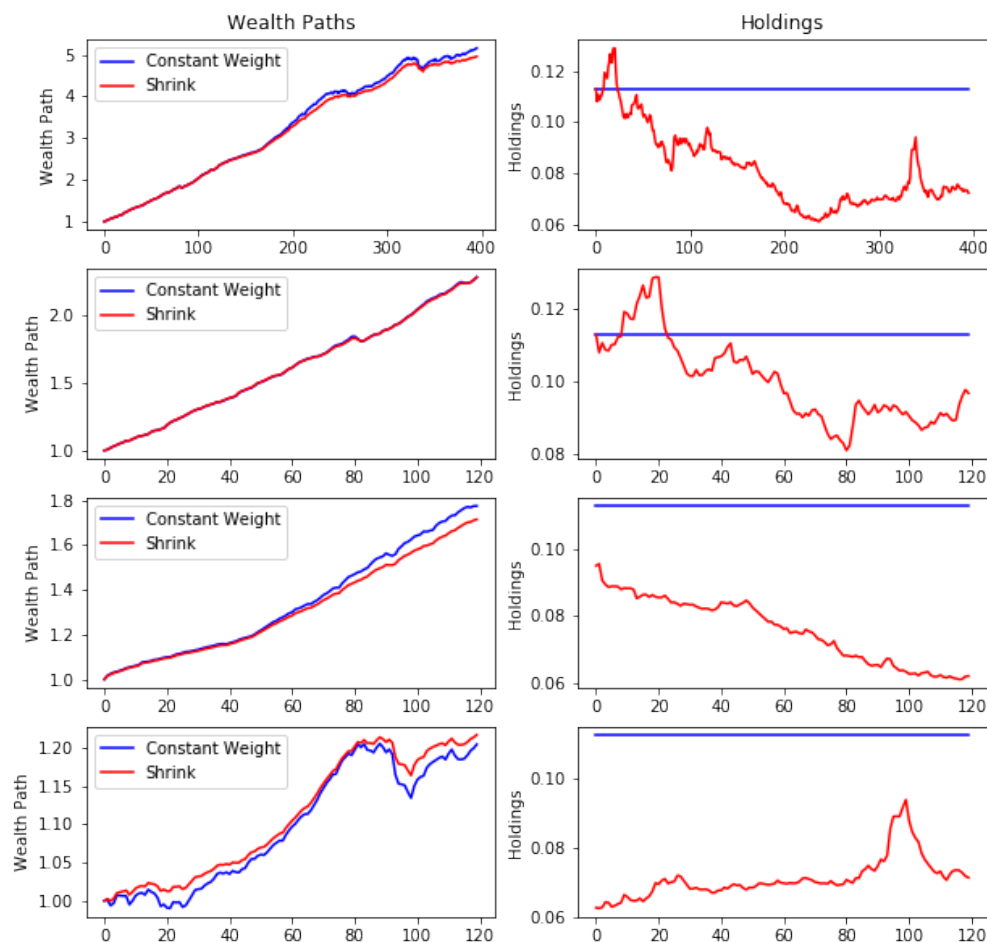 Wealth Paths
Holdings
Wealth Path
5
4
3
2
1
Constant Weight
Shrink
0 100 200 300 400
Holdings
0.12
0.10
0.08
0.06
0 100 200 300 400
Wealth Path
2.0
1.5
1.0
Constant Weight
Shrink
0 20 40 60 80 100 120
Holdings
0.12
0.10
0.08
0 20 40 60 80 100 120
Wealth Path
1.8
1.6
1.4
1.2
1.0
Constant Weight
Shrink
0 20 40 60 80 100 120
Holdings
0.10
0.08
0.06
0 20 40 60 80 100 120
Wealth Path
1.20
1.15
1.10
1.05
1.00
Constant Weight
Shrink
0 20 40 60 80 100 120
Holdings
0.10
0.08
0.06
0 20 40 60 80 100 120